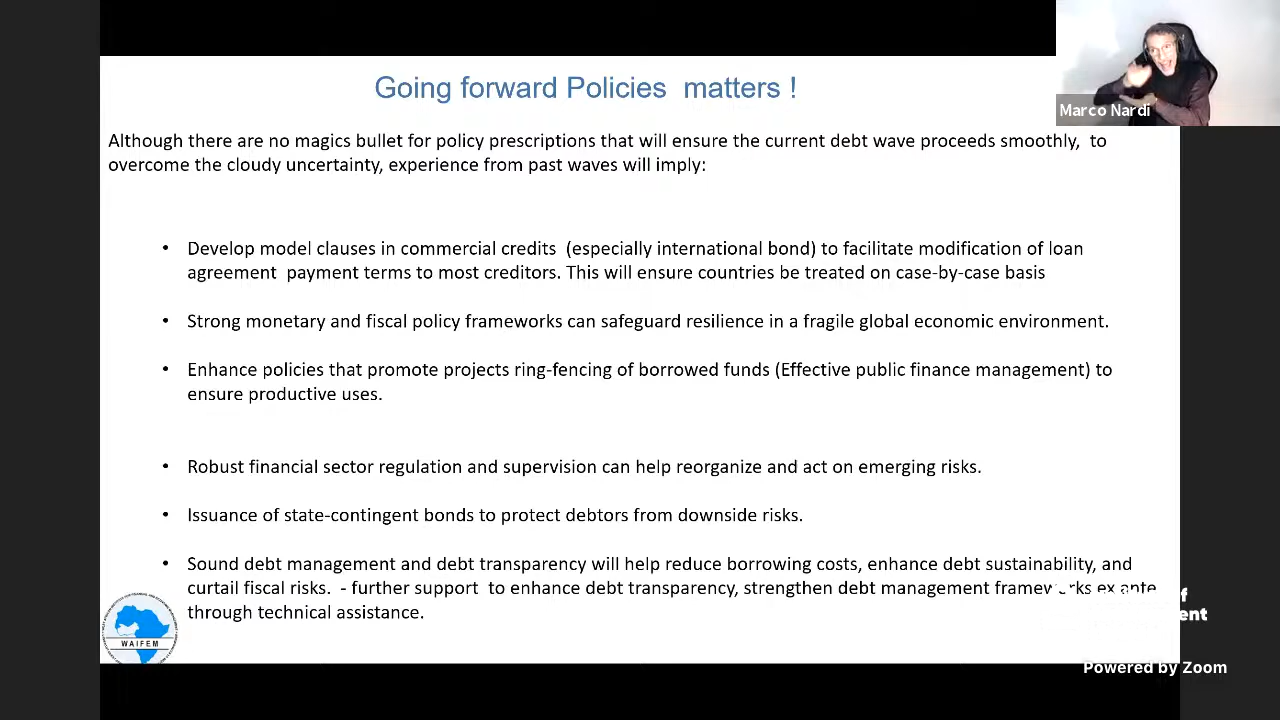 Going forward Policies matters !
Marco Nardi
Although there are no magics bullet for policy prescriptions that will ensure the current debt wave proceeds smoothly, to
overcome the cloudy uncertainty, experience from past waves will imply:
• Develop model clauses in commercial credits (especially international bond) to facilitate modification of loan
agreement payment terms to most creditors. This will ensure countries be treated on case-by-case basis
• Strong monetary and fiscal policy frameworks can safeguard resilience in a fragile global economic environment.
• Enhance policies that promote projects ring-fencing of borrowed funds (Effective public finance management) to
ensure productive uses.
• Robust financial sector regulation and supervision can help reorganize and act on emerging risks.
• Issuance of state-contingent bonds to protect debtors from downside risks.
• Sound debt management and debt transparency will help reduce borrowing costs, enhance debt sustainability, and
curtail fiscal risks. - further support to enhance debt transparency, strengthen debt management frameworks ex ante
through technical assistance.
WAIFEM
Powered by Zoom